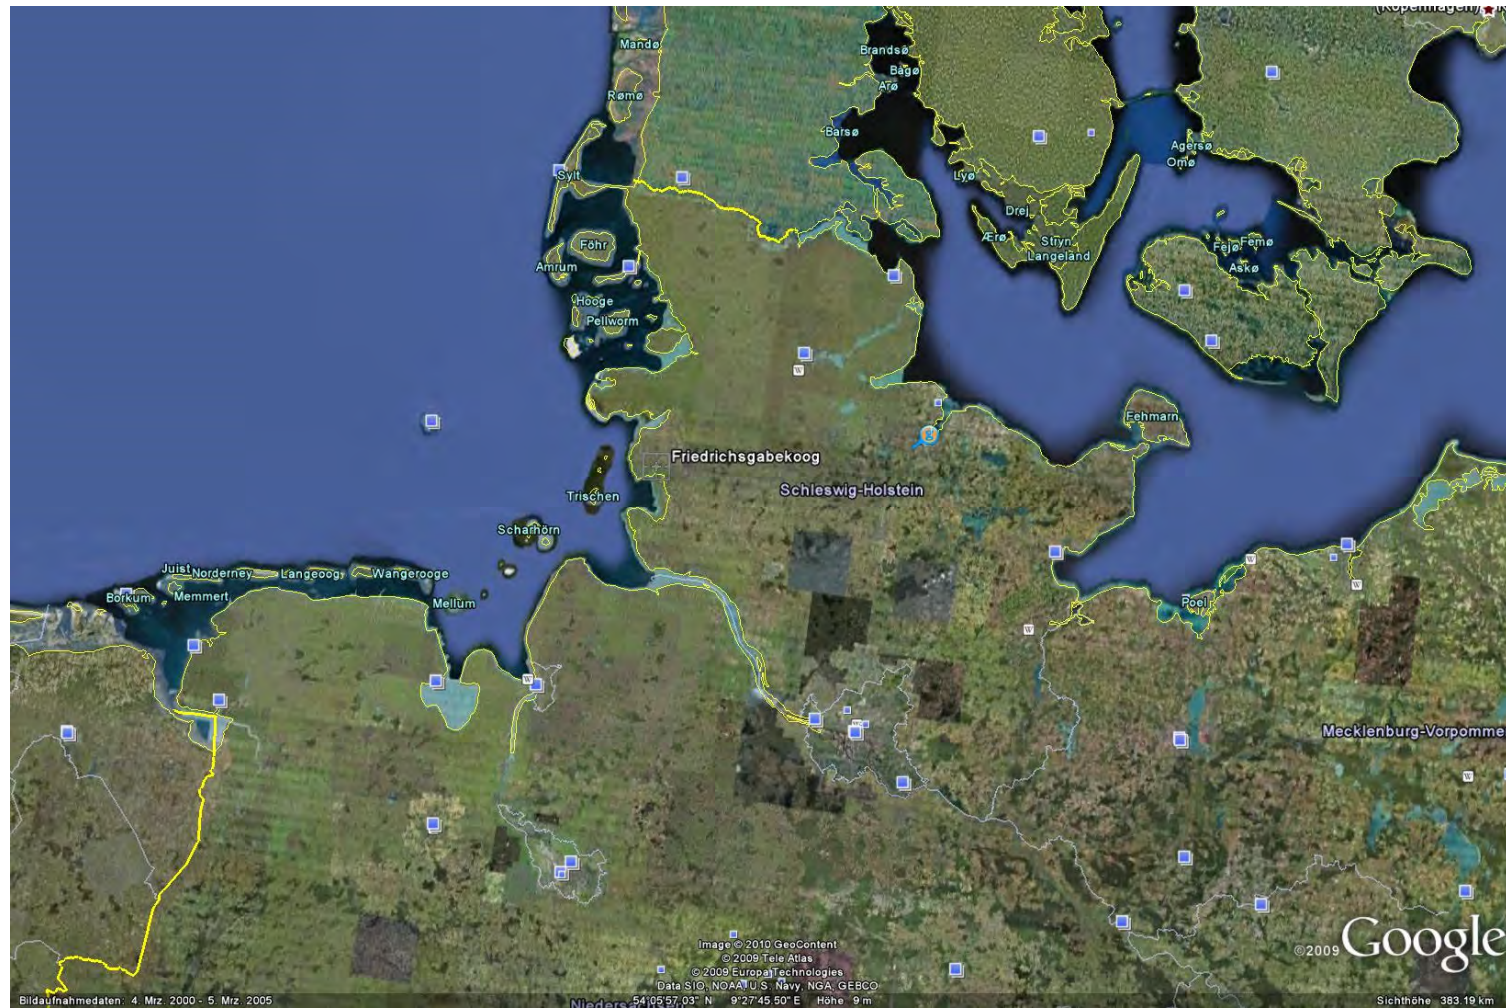 (Kopenhagen)
Mandø
Brandsø
Bagø
Årø
Rømø
Barsø
Agersø
Omø
Sylt
Lyø
Drej
Ærø
Stryn
Langeland
Fejø
Femø
Askø
Föhr
Amrum
Hooge
Pellworm
Fehmarn
Friedrichsgabekoog
Schleswig-Holstein
Trischen
Scharhörn
Juist
Norderney
Langeoog
Wangerooge
Borkum
Memmert
Mellum
Poel
Mecklenburg-Vorpomme
Image © 2010 GeoContent
© 2009 Tele Atlas
© 2009 Europa Technologies
Data SIO, NOAA, U.S. Navy, NGA, GEBCO
©2009 Google
Bildaufnahmedaten: 4. Mrz. 2000 - 5. Mrz. 2005
Niedersachsen
54°05'57.03" N 9°27'45.50" E Höhe 9 m
Sichthöhe 383.19 km